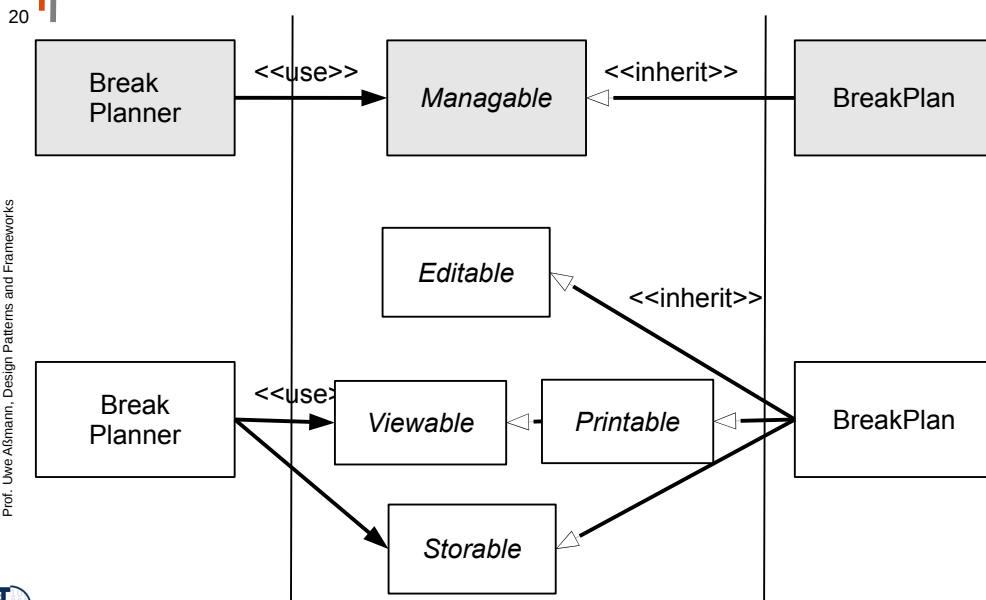 20
Break
Planner
<<use>>
Managable
<<inherit>>
BreakPlan
Editable
<<inherit>>
Break
Planner
<<use>
Viewable
Printable
BreakPlan
Storable
Prof. Uwe Aßmann, Design Patterns and Frameworks